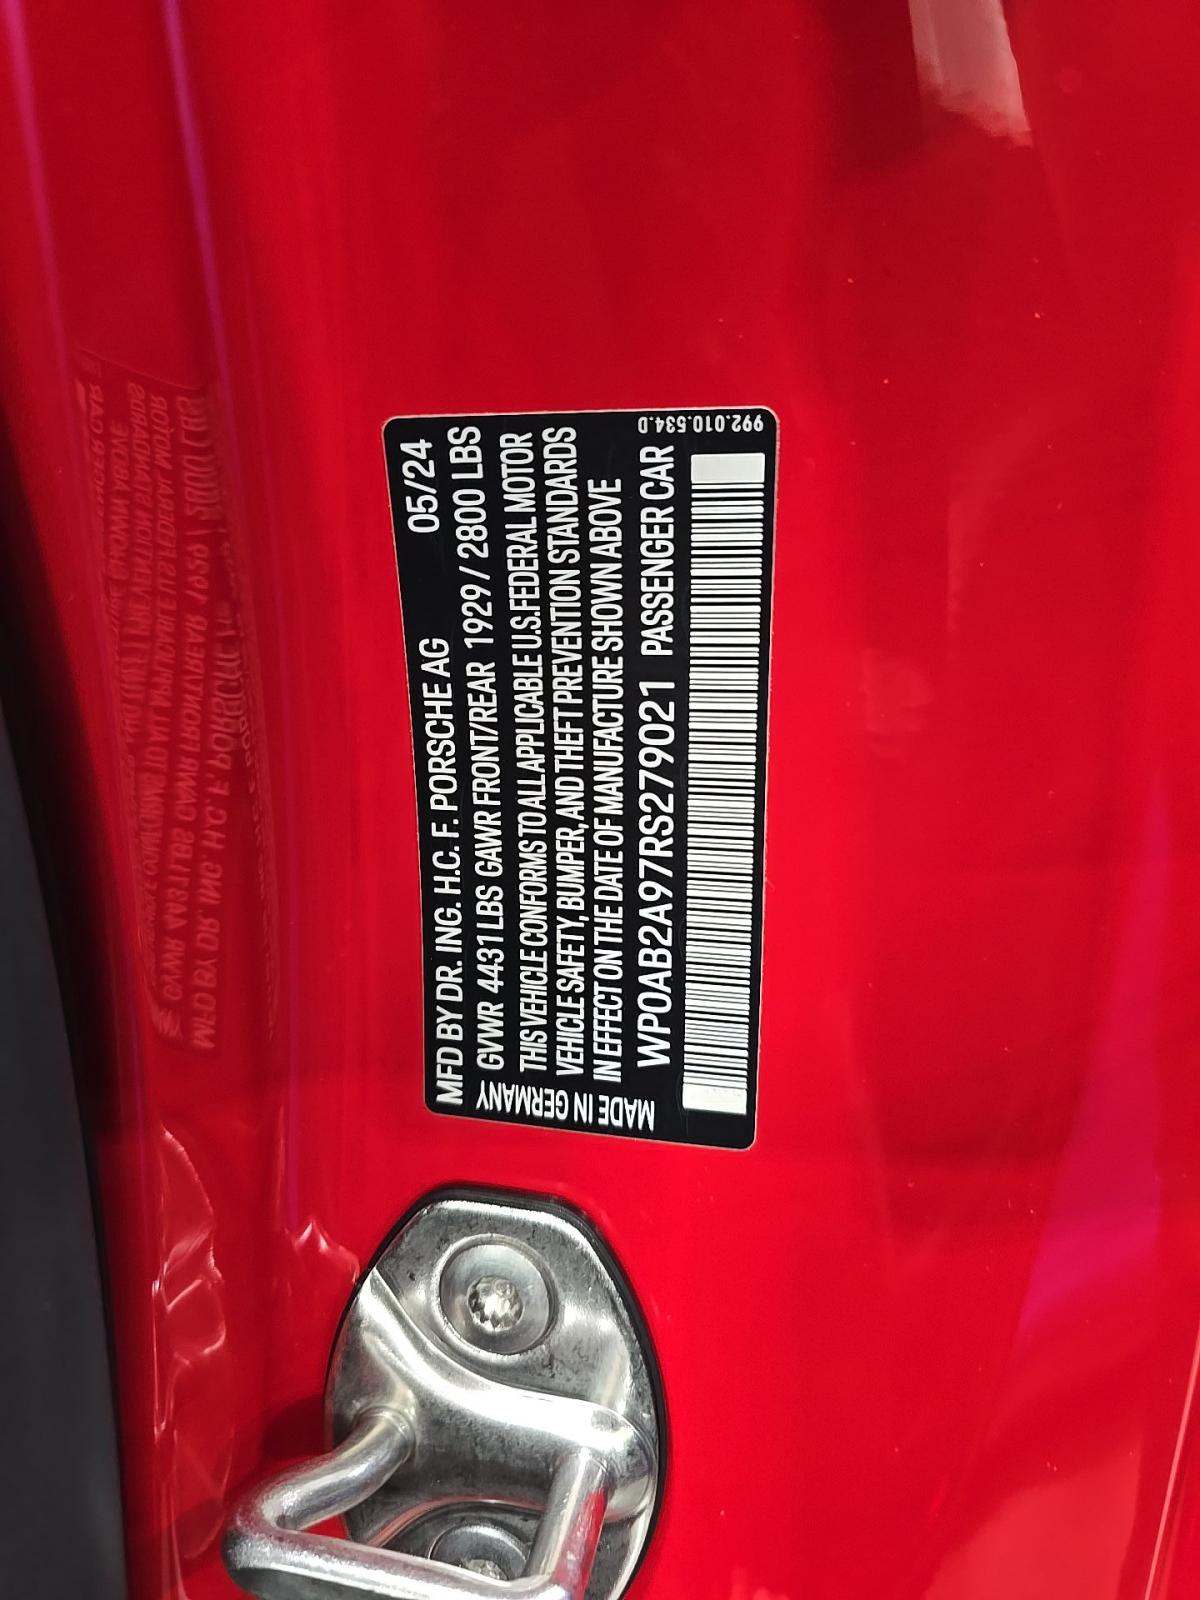 MFD BY DR. ING. H.C. F. PORSCHE AG 05/24
GVWR 4431 LBS GAWR FRONT/REAR 1929 / 2800 LBS
THIS VEHICLE CONFORMS TO ALL APPLICABLE U.S. FEDERAL MOTOR
VEHICLE SAFETY, BUMPER, AND THEFT PREVENTION STANDARDS
IN EFFECT ON THE DATE OF MANUFACTURE SHOWN ABOVE
WP0AB2A97RS279021 PASSENGER CAR
MADE IN GERMANY
992.010.534.D